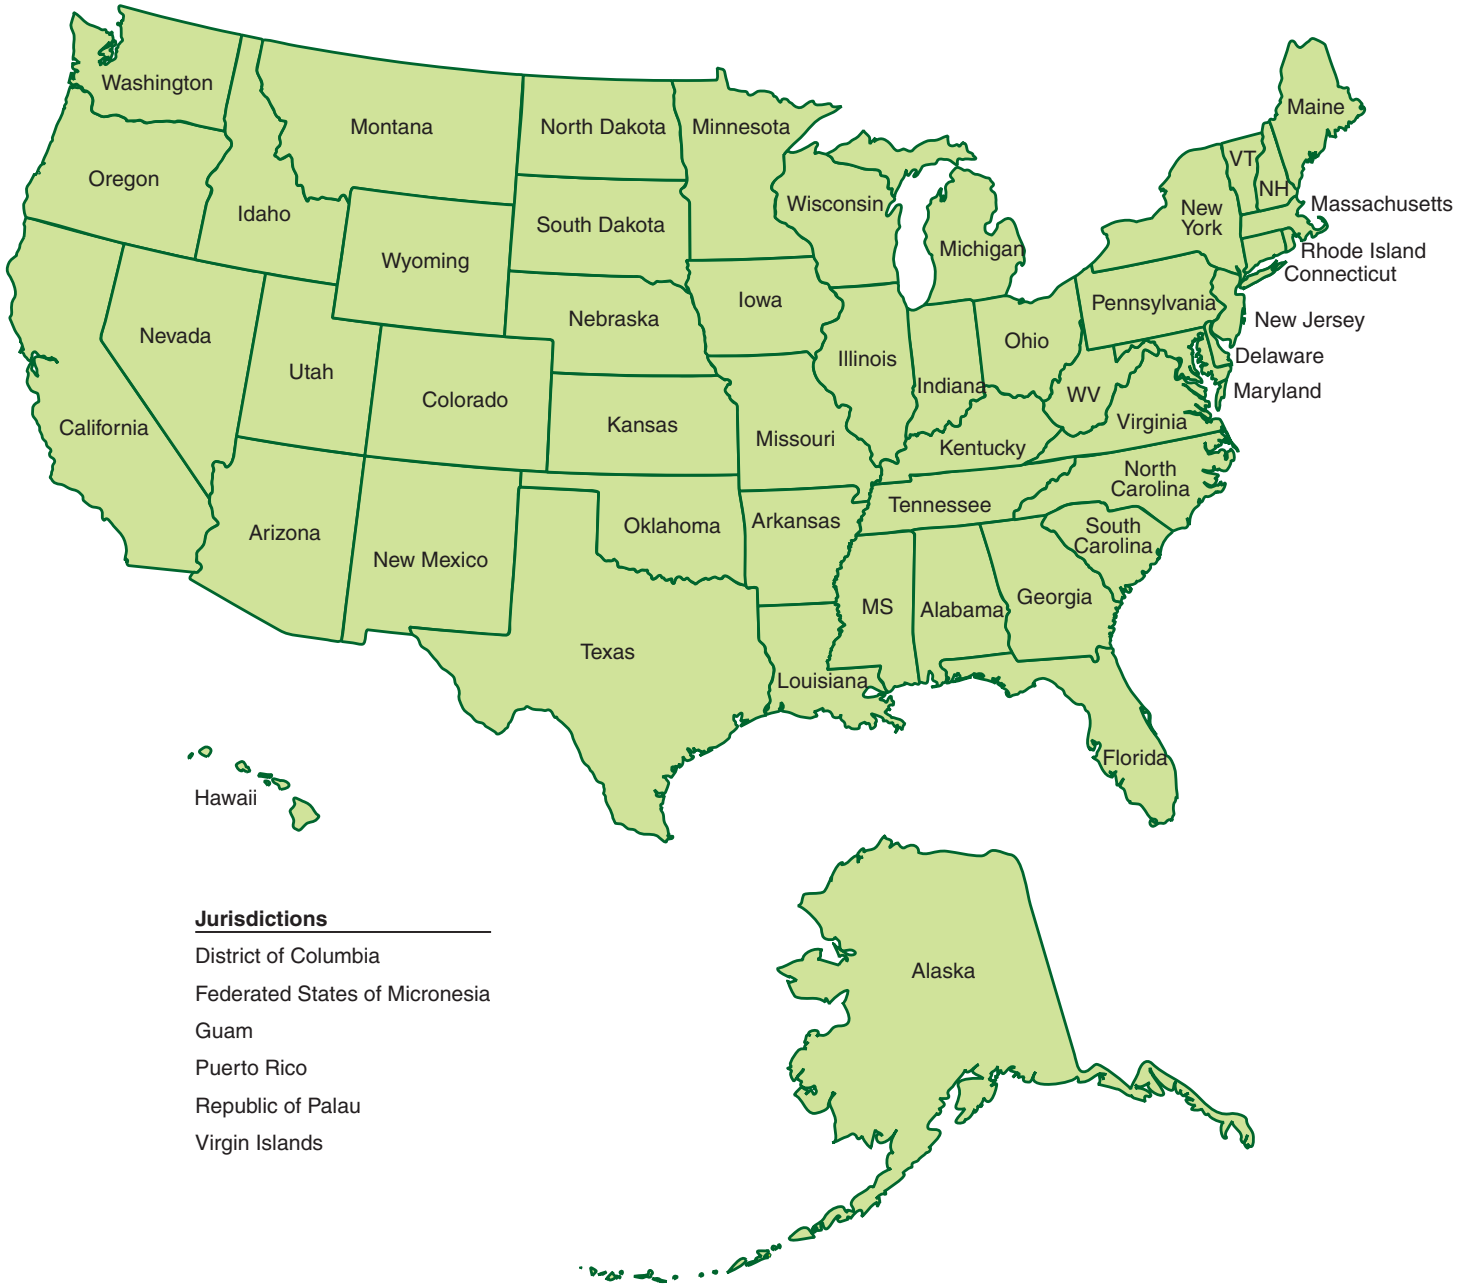 Washington
Montana
North Dakota
Minnesota
Maine
VT
NH
Oregon
Idaho
South Dakota
Wisconsin
New
York
Massachusetts
Wyoming
Michigan
Rhode Island
Connecticut
Iowa
Nebraska
Pennsylvania
New Jersey
Nevada
Utah
Illinois
Ohio
Delaware
Indiana
WV
Maryland
California
Colorado
Kansas
Missouri
Kentucky
Virginia
North
Carolina
Arizona
New Mexico
Oklahoma
Arkansas
Tennessee
South
Carolina
MS
Alabama
Georgia
Texas
Louisiana
Florida
Hawaii
Alaska
Jurisdictions
District of Columbia
Federated States of Micronesia
Guam
Puerto Rico
Republic of Palau
Virgin Islands